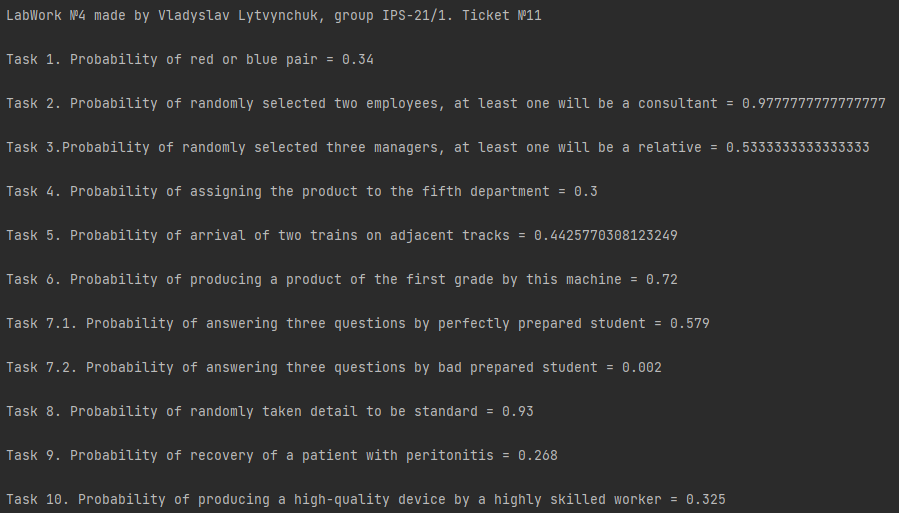 LabWork №4 made by Vladyslav Lytvynchuk, group IPS-21/1. Ticket №11
Task 1. Probability of red or blue pair = 0.34
Task 2. Probability of randomly selected two employees, at least one will be a consultant = 0.9777777777777777
Task 3.Probability of randomly selected three managers, at least one will be a relative = 0.5333333333333333
Task 4. Probability of assigning the product to the fifth department = 0.3
Task 5. Probability of arrival of two trains on adjacent tracks = 0.4425770308123249
Task 6. Probability of producing a product of the first grade by this machine = 0.72
Task 7.1. Probability of answering three questions by perfectly prepared student = 0.579
Task 7.2. Probability of answering three questions by bad prepared student = 0.002
Task 8. Probability of randomly taken detail to be standard = 0.93
Task 9. Probability of recovery of a patient with peritonitis = 0.268
Task 10. Probability of producing a high-quality device by a highly skilled worker = 0.325